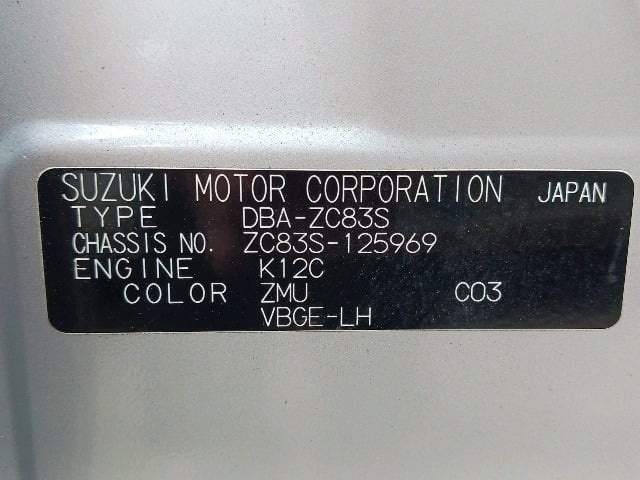 SUZUKI MOTOR CORPORATION JAPAN
TYPE DBA-ZC83S
CHASSIS NO. ZC83S-125969
ENGINE K12C
COLOR ZMU C03
VBGE-LH